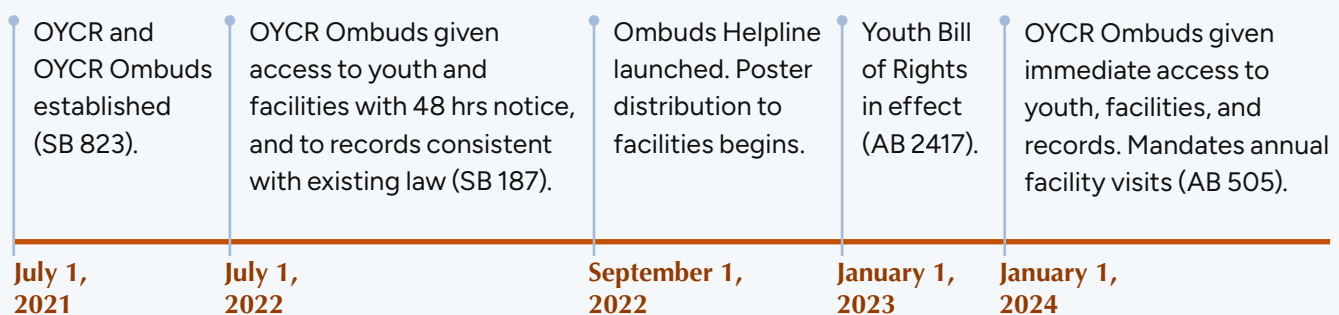 OYCR and
OYCR Ombuds
established
(SB 823).
OYCR Ombuds given
access to youth and
facilities with 48 hrs notice,
and to records consistent
with existing law (SB 187).
Ombuds Helpline
launched. Poster
distribution to
facilities begins.
Youth Bill
of Rights
in effect
(AB 2417).
OYCR Ombuds given
immediate access to
youth, facilities, and
records. Mandates annual
facility visits (AB 505).
July 1,
2021
July 1,
2022
September 1,
2022
January 1,
2023
January 1,
2024